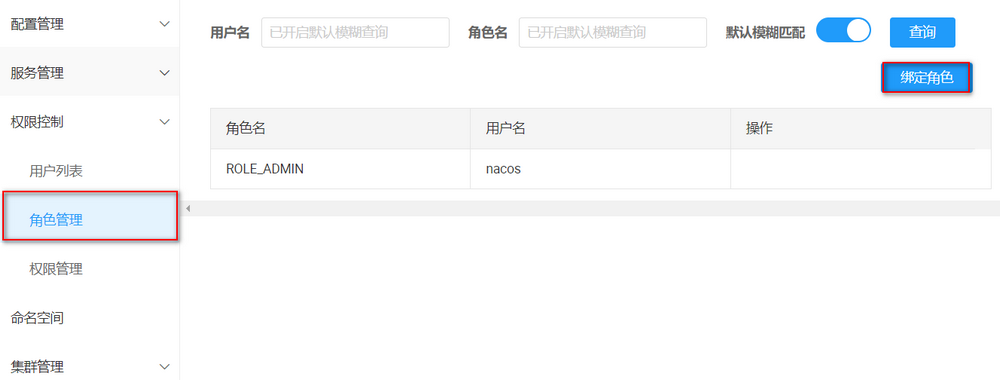 配置管理
服务管理
权限控制
用户列表
角色管理
权限管理
命名空间
集群管理
用户名 已开启默认模糊查询 角色名 已开启默认模糊查询 默认模糊匹配 查询
绑定角色
角色名 用户名 操作
ROLE_ADMIN nacos